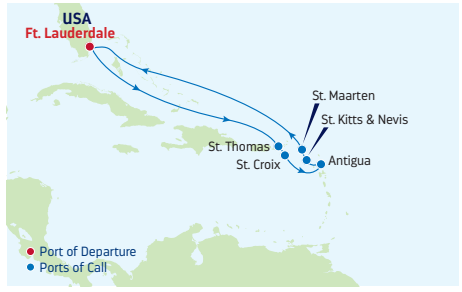 USA
Ft. Lauderdale
St. Maarten
St. Kitts & Nevis
St. Thomas
St. Croix
Antigua
Port of Departure
Ports of Call